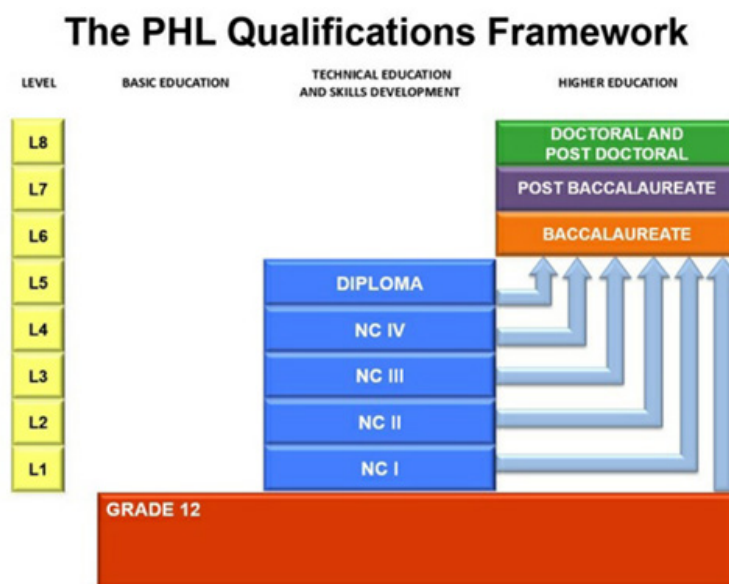 The PHL Qualifications Framework
LEVEL
BASIC EDUCATION
TECHNICAL EDUCATION
AND SKILLS DEVELOPMENT
HIGHER EDUCATION
L8
DOCTORAL AND
POST DOCTORAL
L7
POST BACCALAUREATE
L6
BACCALAUREATE
L5
DIPLOMA
L4
NC IV
L3
NC III
L2
NC II
L1
NC I
GRADE 12